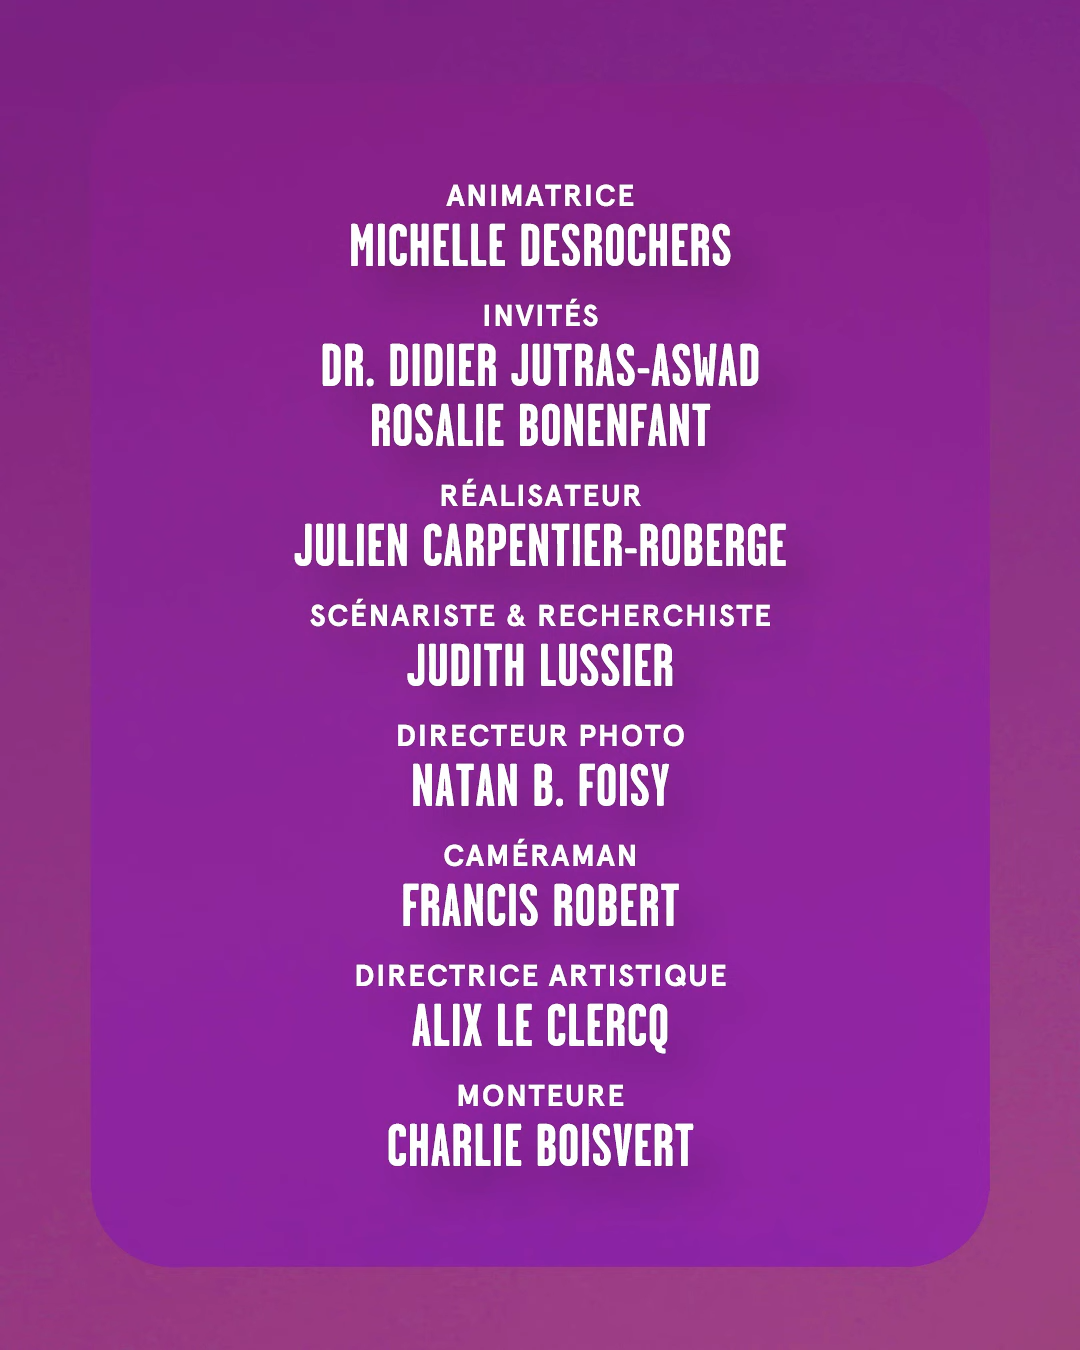 ANIMATRICE
MICHELLE DESROCHERS
INVITÉS
DR. DIDIER JUTRAS-ASWAD
ROSALIE BONENFANT
RÉALISATEUR
JULIEN CARPENTIER-ROBERGE
SCÉNARISTE & RECHERCHISTE
JUDITH LUSSIER
DIRECTEUR PHOTO
NATAN B. FOISY
CAMÉRAMAN
FRANCIS ROBERT
DIRECTRICE ARTISTIQUE
ALIX LE CLERCQ
MONTEURE
CHARLIE BOISVERT